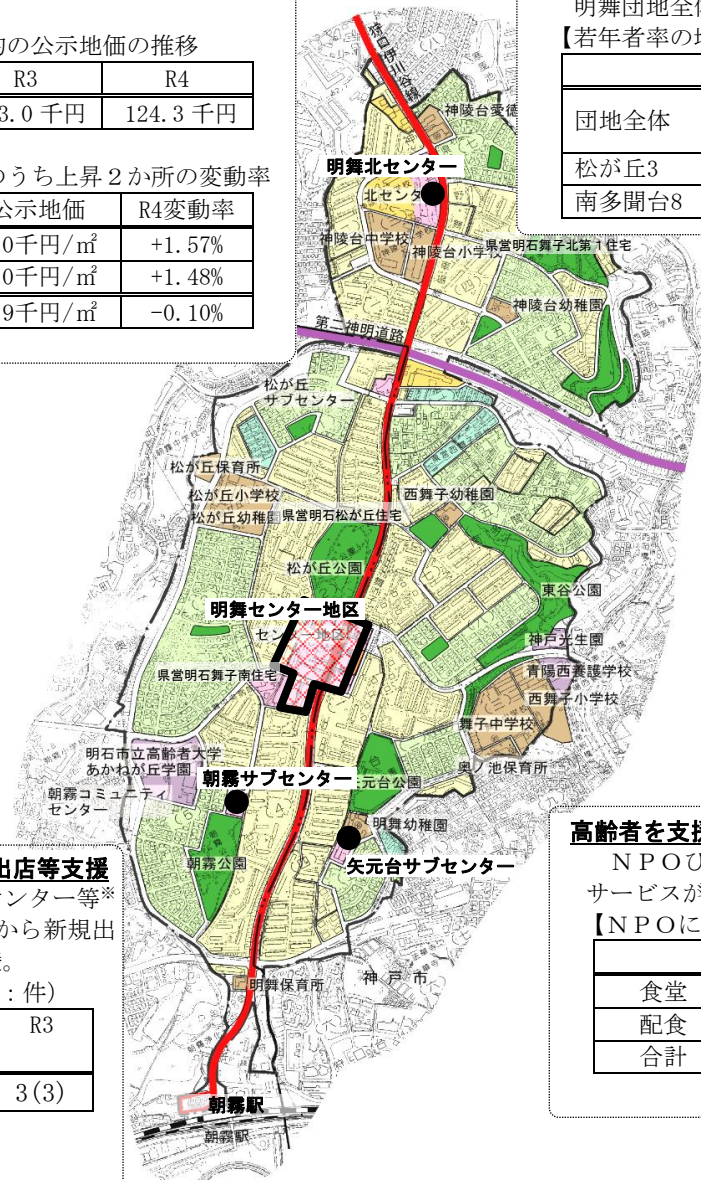 の公示地価の推移
R3 R4
3.0 千円 124.3 千円
のうち上昇２か所の変動率
公示地価 R4変動率
0千円/㎡ +1.57%
0千円/㎡ +1.48%
9千円/㎡ -0.10%
明舞団地全体
【若年者率の
団地全体
松が丘3
南多聞台8
狩口伊川谷線
神陵台愛徳
明舞北センター
北センタ
神陵台中学校
神陵台小学校
県営明石舞子北第１住宅
神陵台幼稚園
第二神明道路
松が丘
サブセンター
松が丘保育所
松が丘小学校
松が丘幼稚園
県営明石松が丘住宅
西舞子幼稚園
松が丘公園
東谷公園
明舞センター地区
センター地区
神戸光生園
県営明石舞子南住宅
青陽西養護学校
西舞子小学校
舞子中学校
奥ノ池保育所
明石市立高齢者大学
あかねが丘学園
朝霧コミュニティ
センター
朝霧サブセンター
元台公園
明舞幼稚園
朝霧公園
矢元台サブセンター
出店等支援
センター等※
から新規出
：件）
R3
3(3)
明舞保育所
神戸市
朝霧駅
朝霧駅
高齢者を支援
ＮＰＯひ
サービスが
【ＮＰＯに
食堂
配食
合計